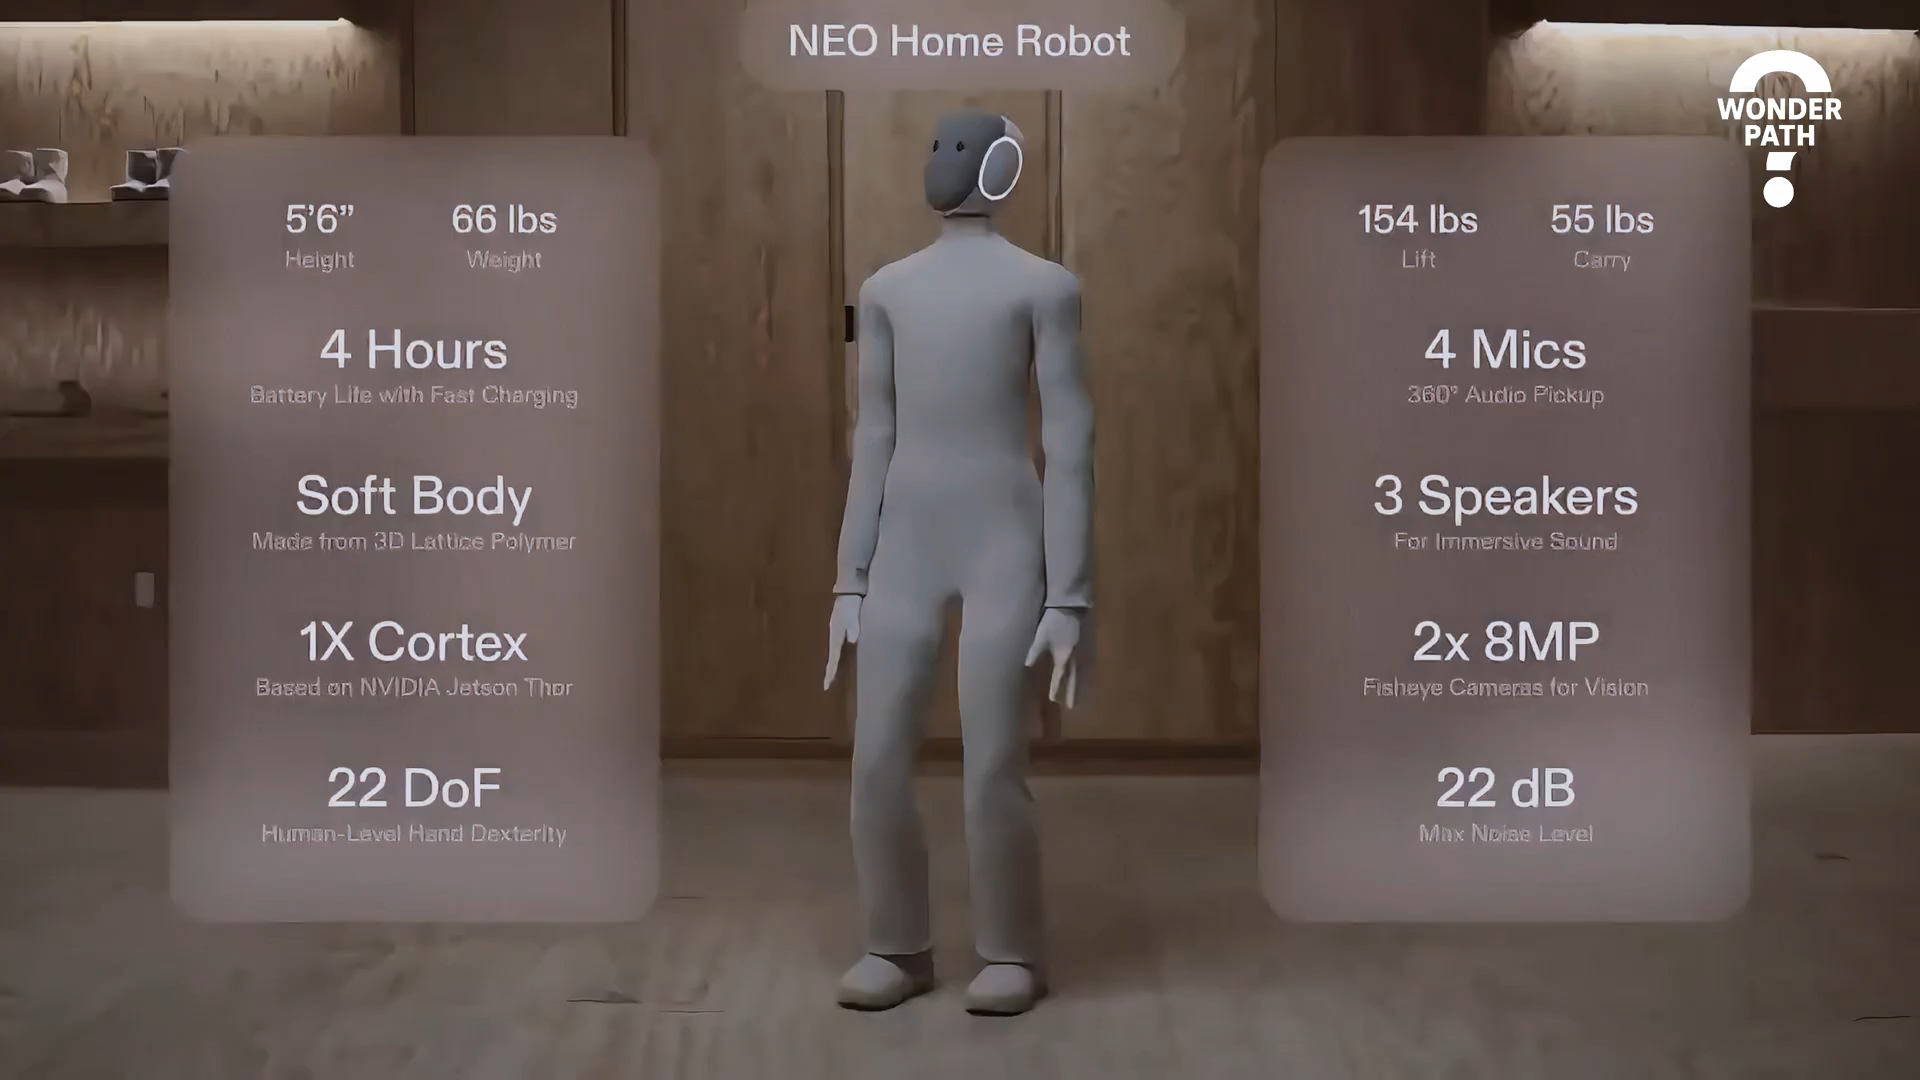 NEO Home Robot
WONDER
PATH
5’6” 66 lbs
Height Weight
4 Hours
Battery Life with Fast Charging
Soft Body
Made from 3D Lattice Polymer
1X Cortex
Based on NVIDIA Jetson Thor
22 DoF
Human-Level Hand Dexterity
154 lbs 55 lbs
Lift Carry
4 Mics
360° Audio Pickup
3 Speakers
For Immersive Sound
2x 8MP
Fisheye Cameras for Vision
22 dB
Max Noise Level